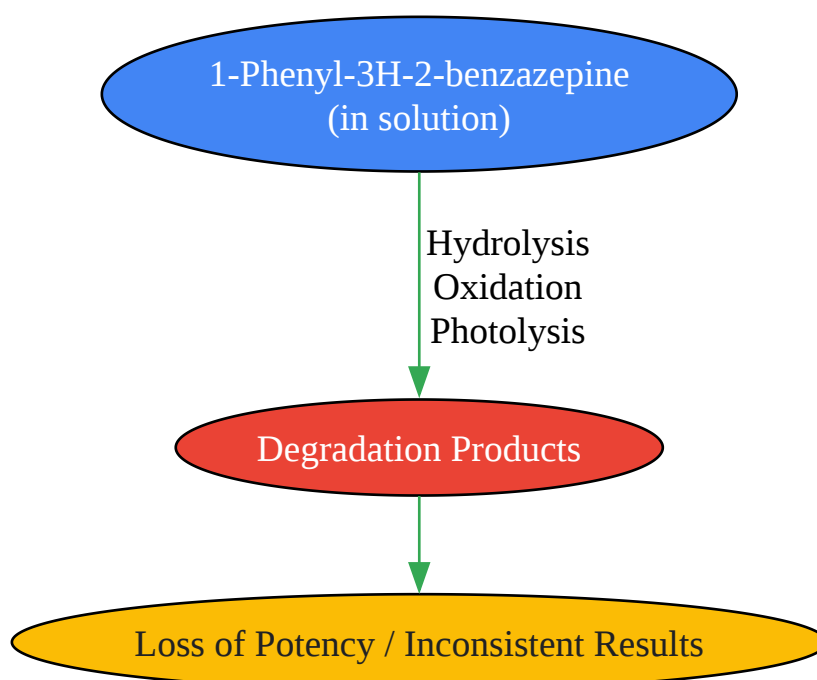 1-Phenyl-3H-2-benzazepine
(in solution)
Hydrolysis
Oxidation
Photolysis
Degradation Products
Loss of Potency / Inconsistent Results